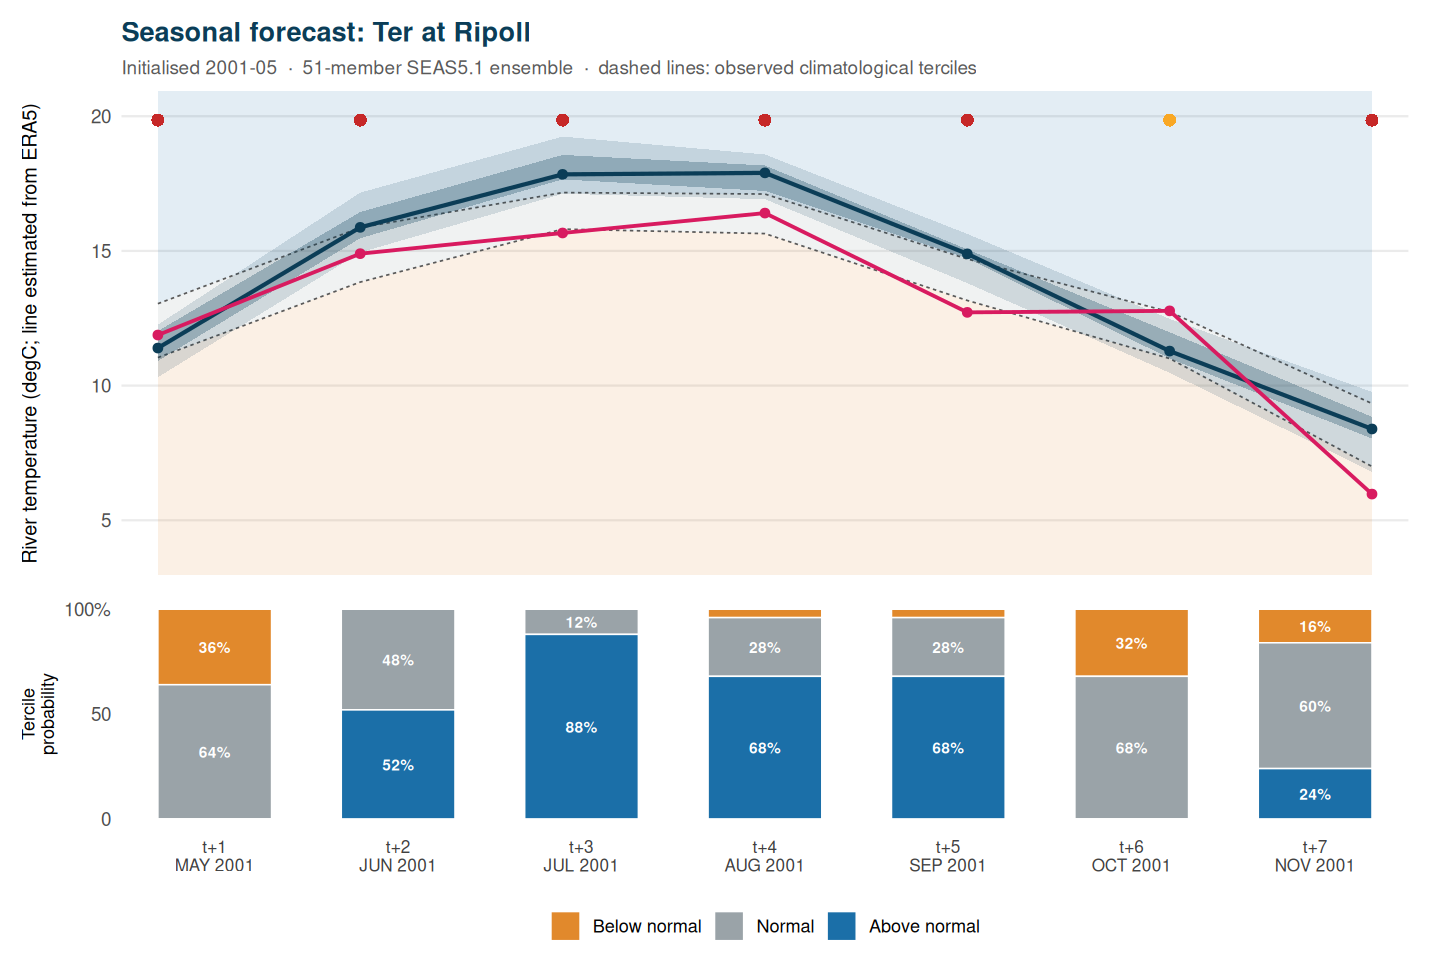 Seasonal forecast: Ter at Ripoll
Initialised 2001-05 · 51-member SEAS5.1 ensemble · dashed lines: observed climatological terciles
River temperature (degC; line estimated from ERA5)
20
15
10
5
Tercile
probability
100%
50
0
36%
64%
48%
52%
12%
88%
28%
68%
28%
68%
32%
68%
16%
60%
24%
t+1
MAY 2001
t+2
JUN 2001
t+3
JUL 2001
t+4
AUG 2001
t+5
SEP 2001
t+6
OCT 2001
t+7
NOV 2001
Below normal
Normal
Above normal